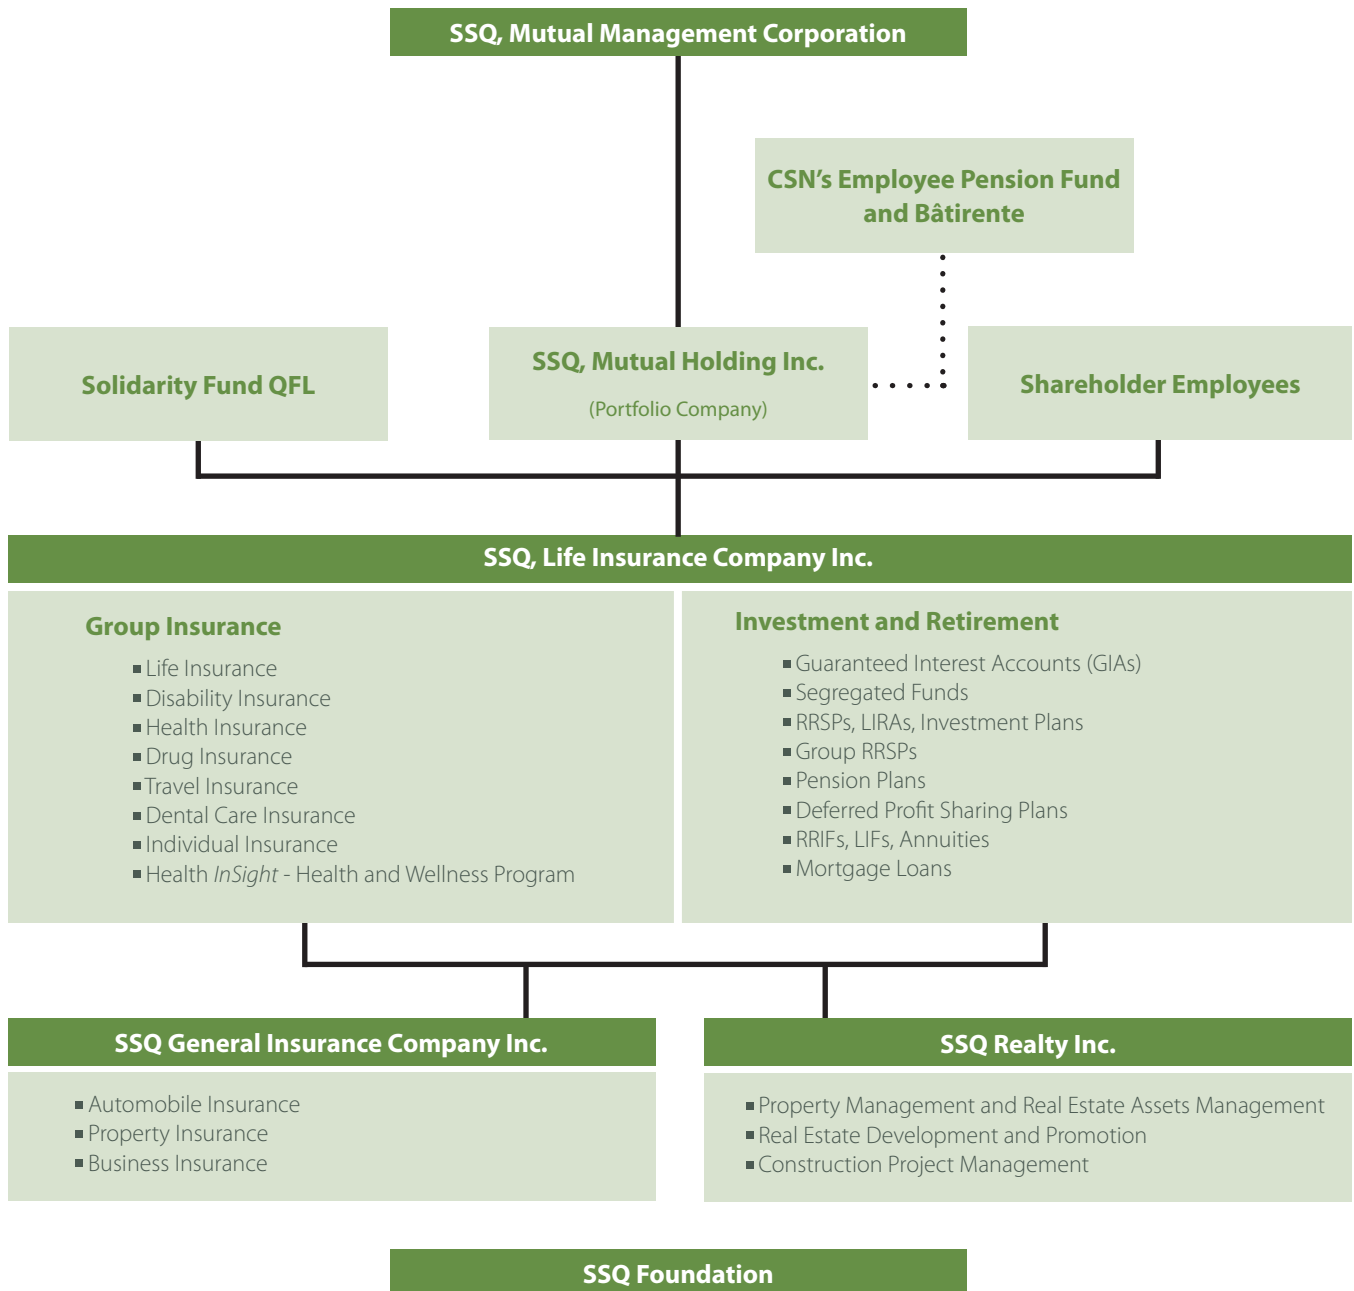 SSQ, Mutual Management Corporation
CSN’s Employee Pension Fund
and Bâtirente
Solidarity Fund QFL
SSQ, Mutual Holding Inc.
(Portfolio Company)
Shareholder Employees
SSQ, Life Insurance Company Inc.
Group Insurance
▪ Life Insurance
▪ Disability Insurance
▪ Health Insurance
▪ Drug Insurance
▪ Travel Insurance
▪ Dental Care Insurance
▪ Individual Insurance
▪ Health InSight - Health and Wellness Program
Investment and Retirement
▪ Guaranteed Interest Accounts (GIAs)
▪ Segregated Funds
▪ RRSPs, LIRAs, Investment Plans
▪ Group RRSPs
▪ Pension Plans
▪ Deferred Profit Sharing Plans
▪ RRIFs, LIFs, Annuities
▪ Mortgage Loans
SSQ General Insurance Company Inc.
▪ Automobile Insurance
▪ Property Insurance
▪ Business Insurance
SSQ Realty Inc.
▪ Property Management and Real Estate Assets Management
▪ Real Estate Development and Promotion
▪ Construction Project Management
SSQ Foundation